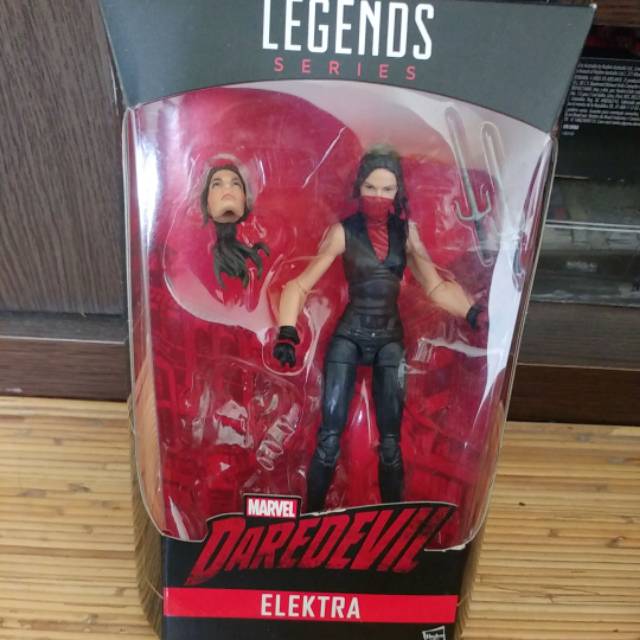 LEGENDS
SERIES
MARVEL
DAREDEVIL
ELEKTRA
Hasbro